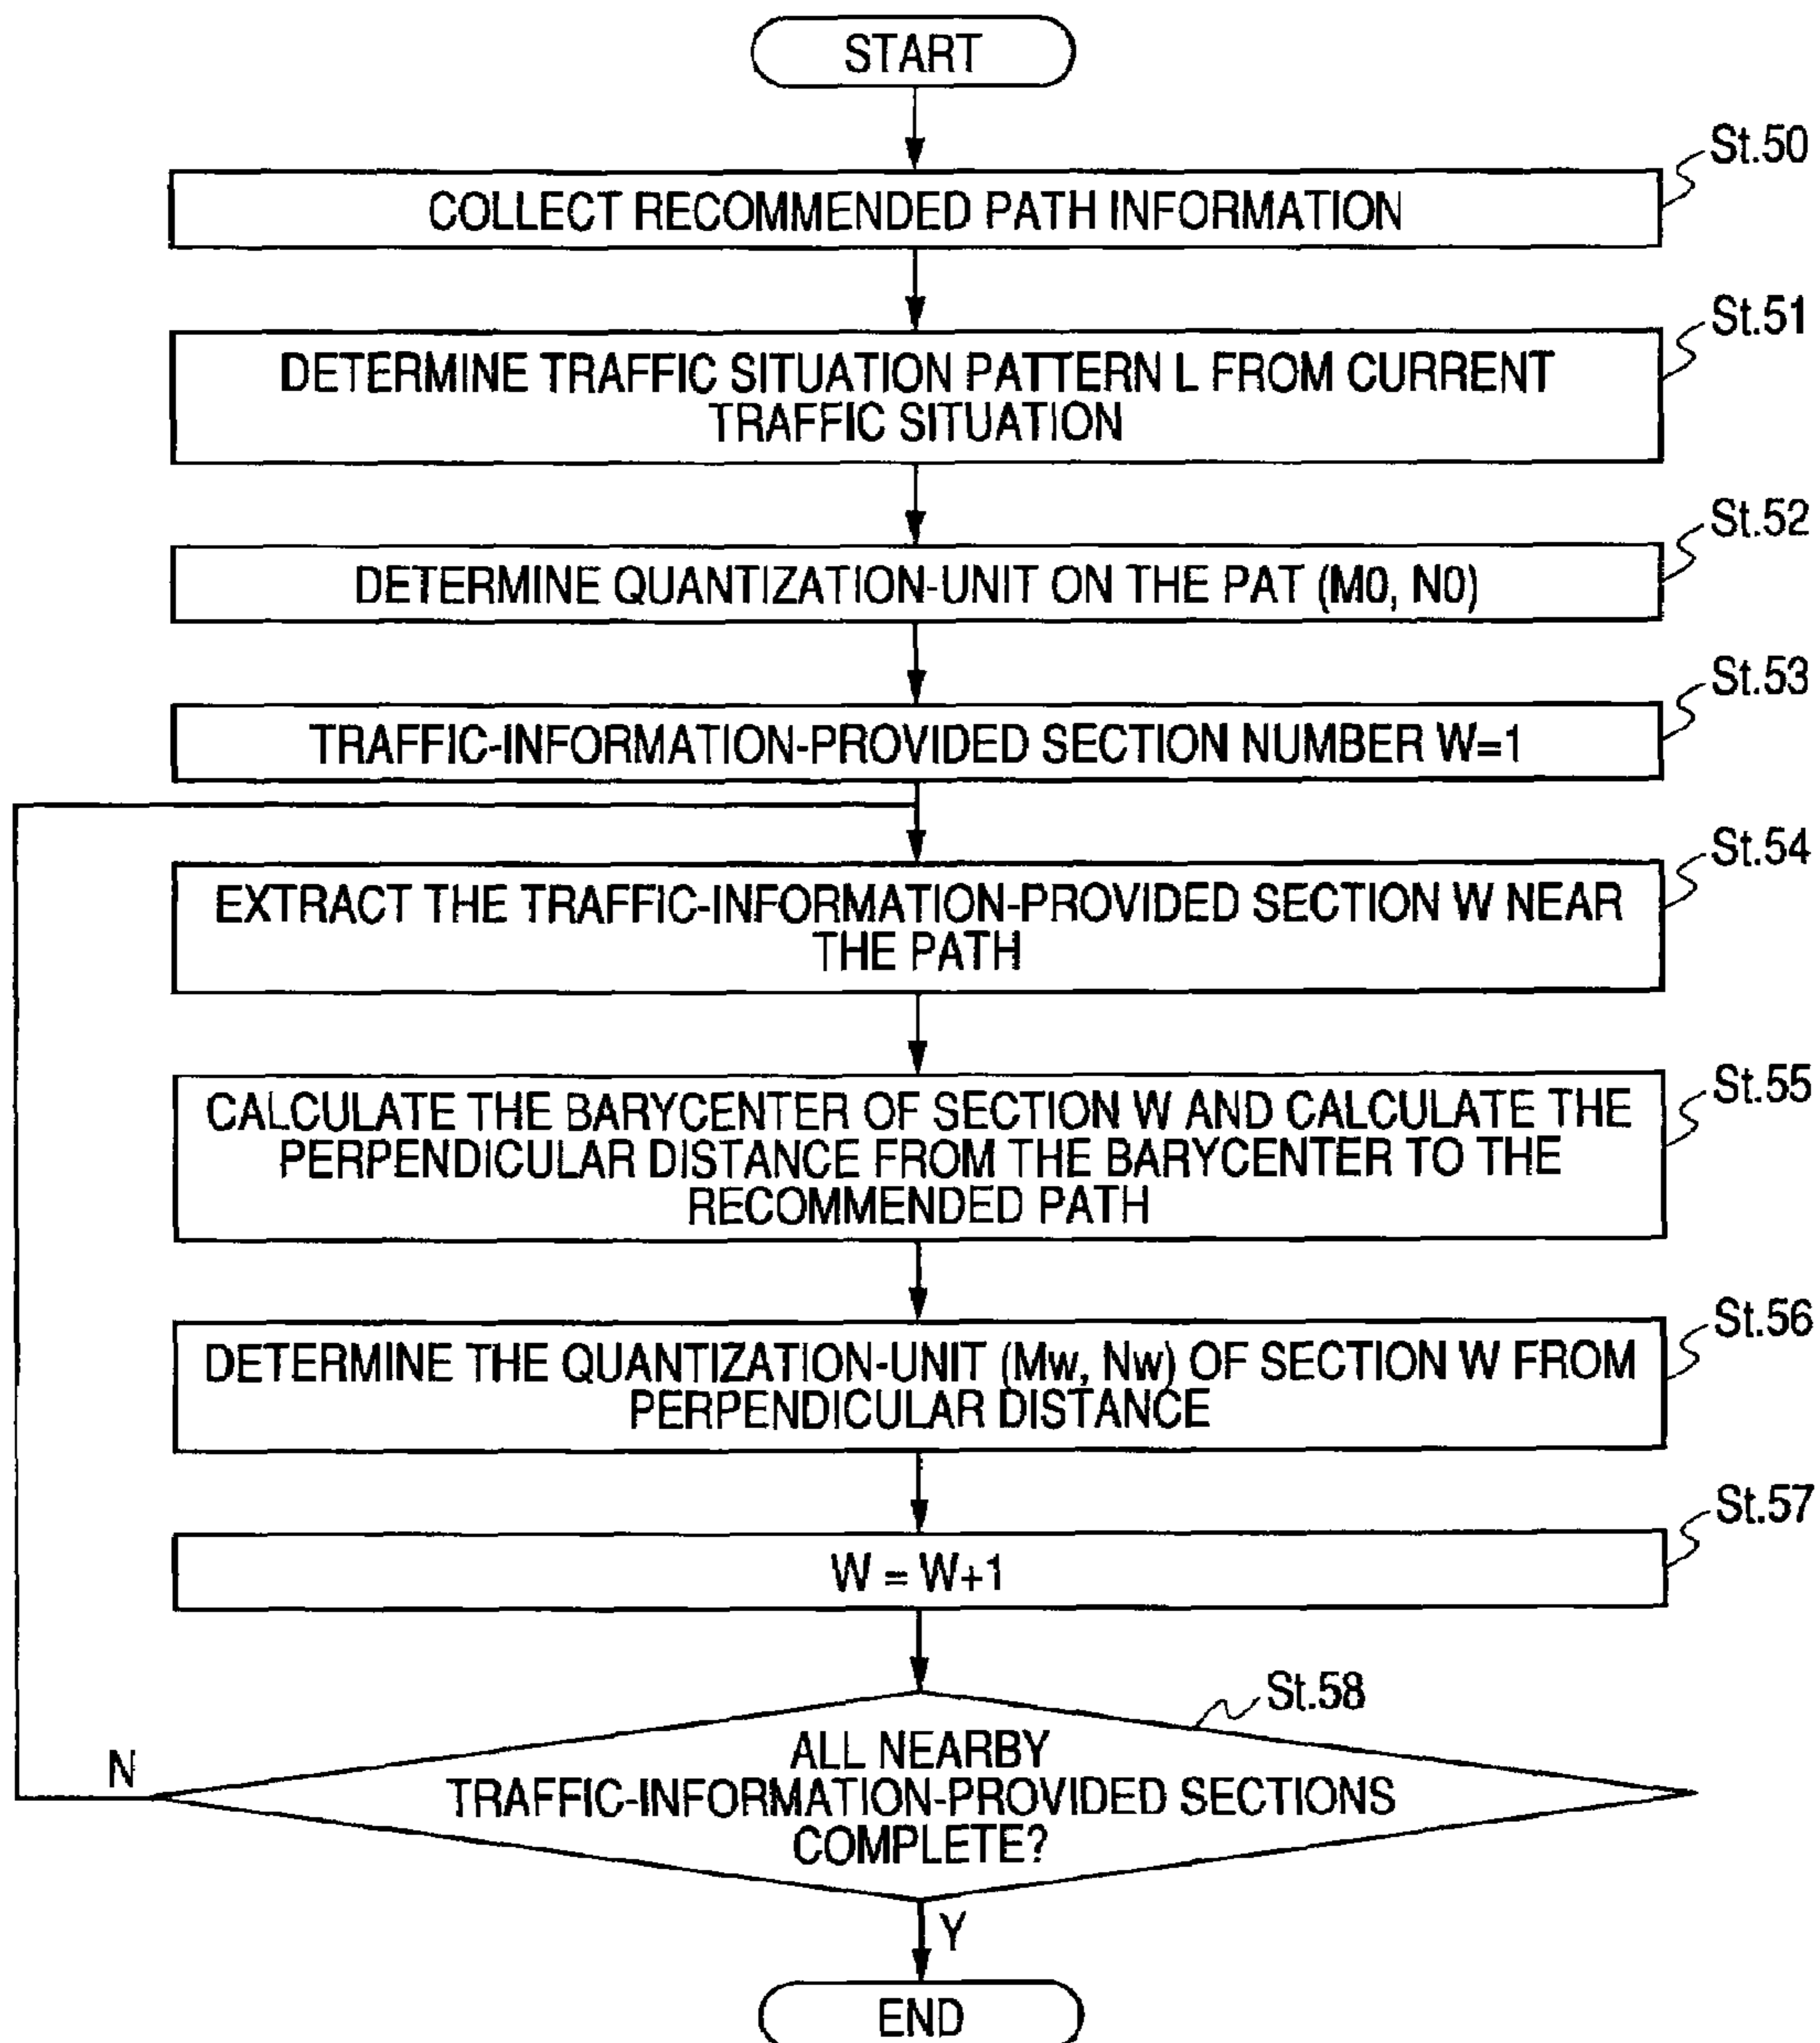 START
St.50
COLLECT RECOMMENDED PATH INFORMATION
St.51
DETERMINE TRAFFIC SITUATION PATTERN L FROM CURRENT
TRAFFIC SITUATION
St.52
DETERMINE QUANTIZATION-UNIT ON THE PAT (M0, N0)
St.53
TRAFFIC-INFORMATION-PROVIDED SECTION NUMBER W=1
St.54
EXTRACT THE TRAFFIC-INFORMATION-PROVIDED SECTION W NEAR
THE PATH
St.55
CALCULATE THE BARYCENTER OF SECTION W AND CALCULATE THE
PERPENDICULAR DISTANCE FROM THE BARYCENTER TO THE
RECOMMENDED PATH
St.56
DETERMINE THE QUANTIZATION-UNIT (Mw, Nw) OF SECTION W FROM
PERPENDICULAR DISTANCE
St.57
W = W+1
St.58
ALL NEARBY
TRAFFIC-INFORMATION-PROVIDED SECTIONS
COMPLETE?
N
Y
END